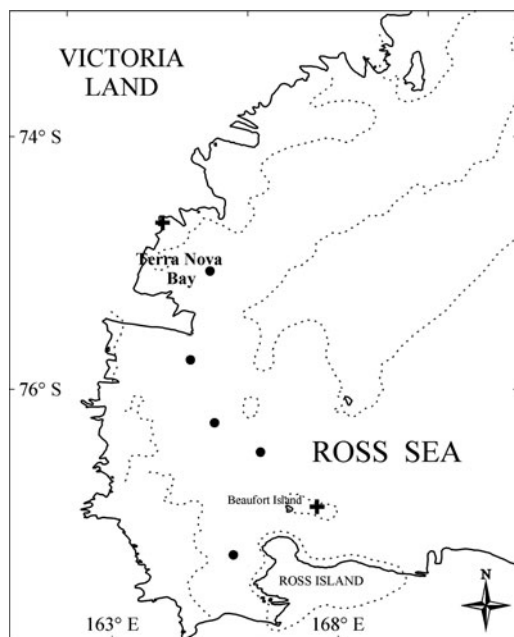 VICTORIA
LAND
74° S
Terra Nova
Bay
76° S
ROSS SEA
Beaufort Island
ROSS ISLAND
N
163° E
168° E